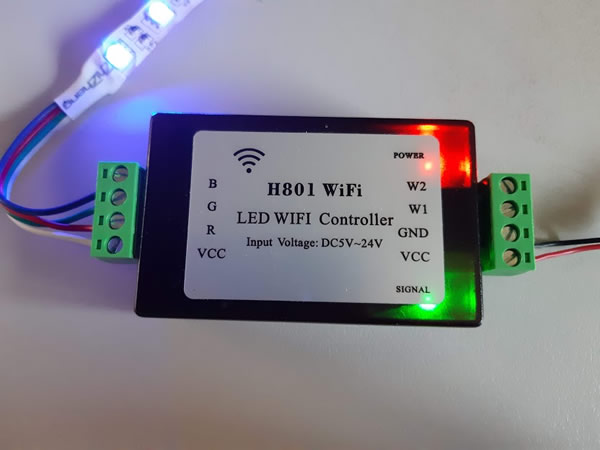 POWER
H801 WiFi
LED WIFI Controller
Input Voltage: DC5V~24V
B
G
R
VCC
W2
W1
GND
VCC
SIGNAL